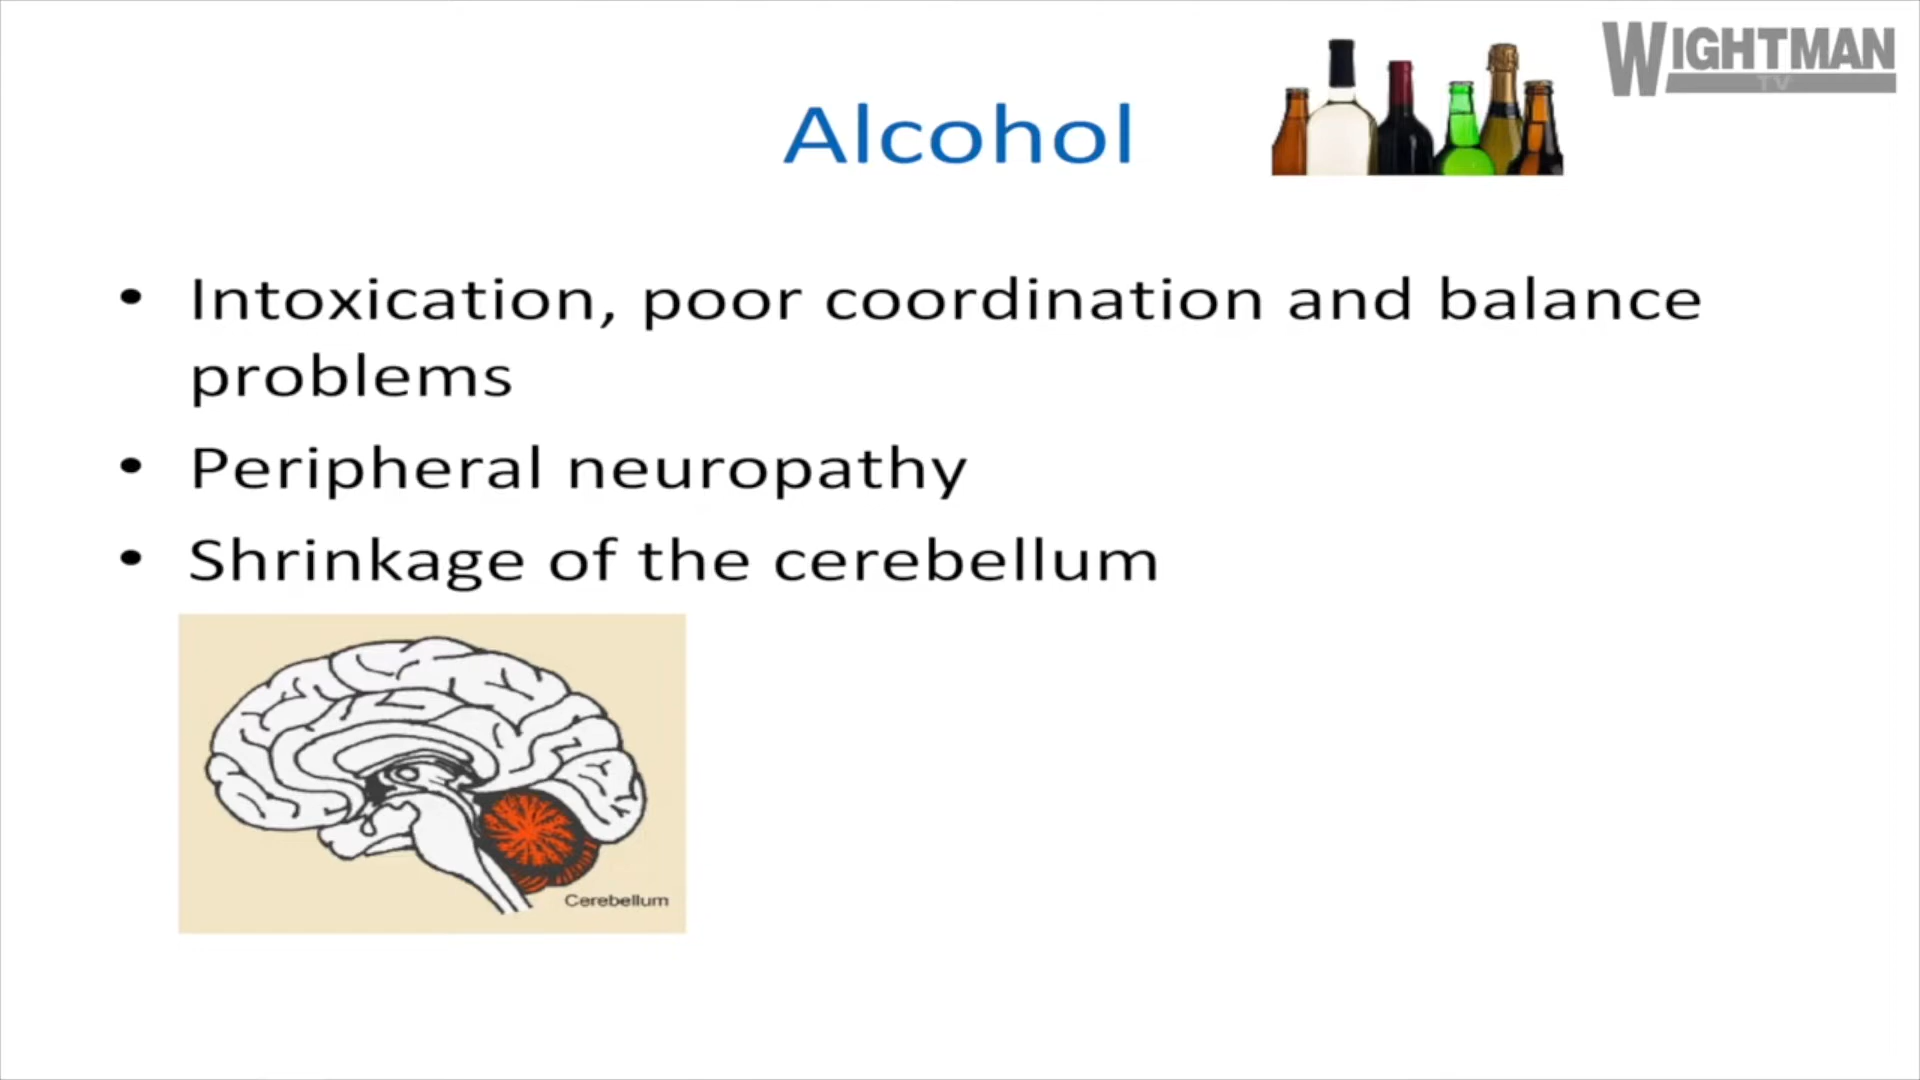 WIGHTMAN
TV
Alcohol
• Intoxication, poor coordination and balance
problems
• Peripheral neuropathy
• Shrinkage of the cerebellum
Cerebellum